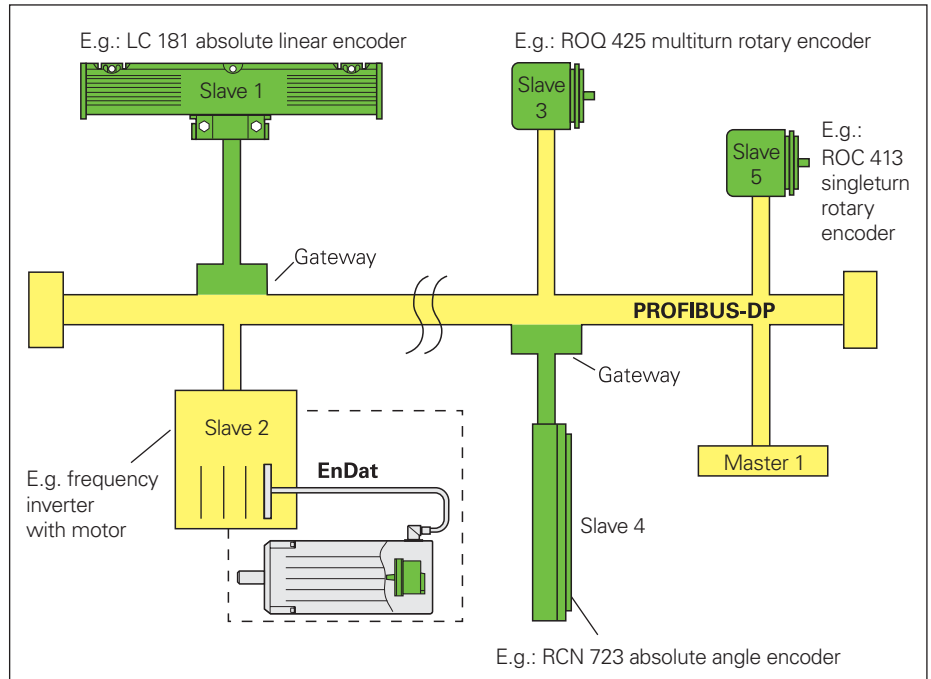 E.g.: LC 181 absolute linear encoder
E.g.: ROQ 425 multiturn rotary encoder
Slave 1
Slave
3
Slave
5
E.g.:
ROC 413
singleturn
rotary
encoder
Gateway
PROFIBUS-DP
Gateway
Slave 2
EnDat
Master 1
E.g. frequency
inverter
with motor
Slave 4
E.g.: RCN 723 absolute angle encoder